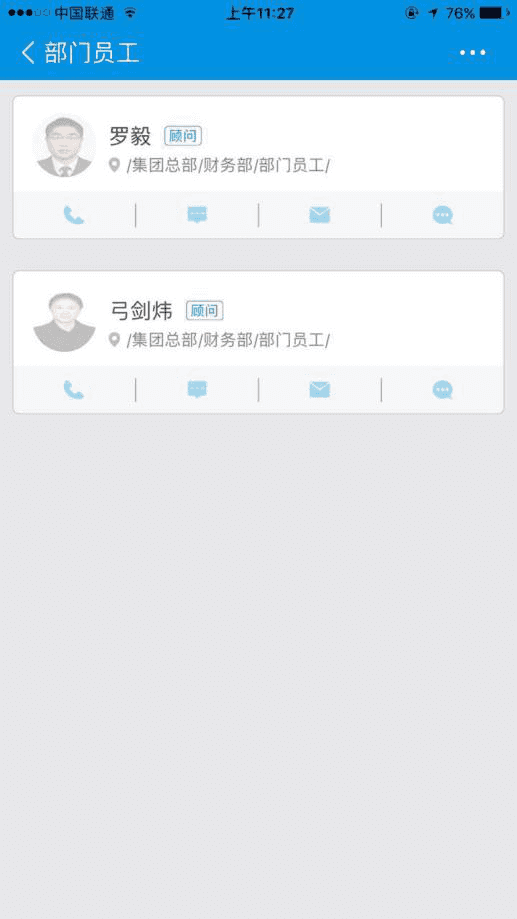 中国联通 上午11:27 76%
部门员工
罗毅 顾问
/集团总部/财务部/部门员工/
弓剑炜 顾问
/集团总部/财务部/部门员工/